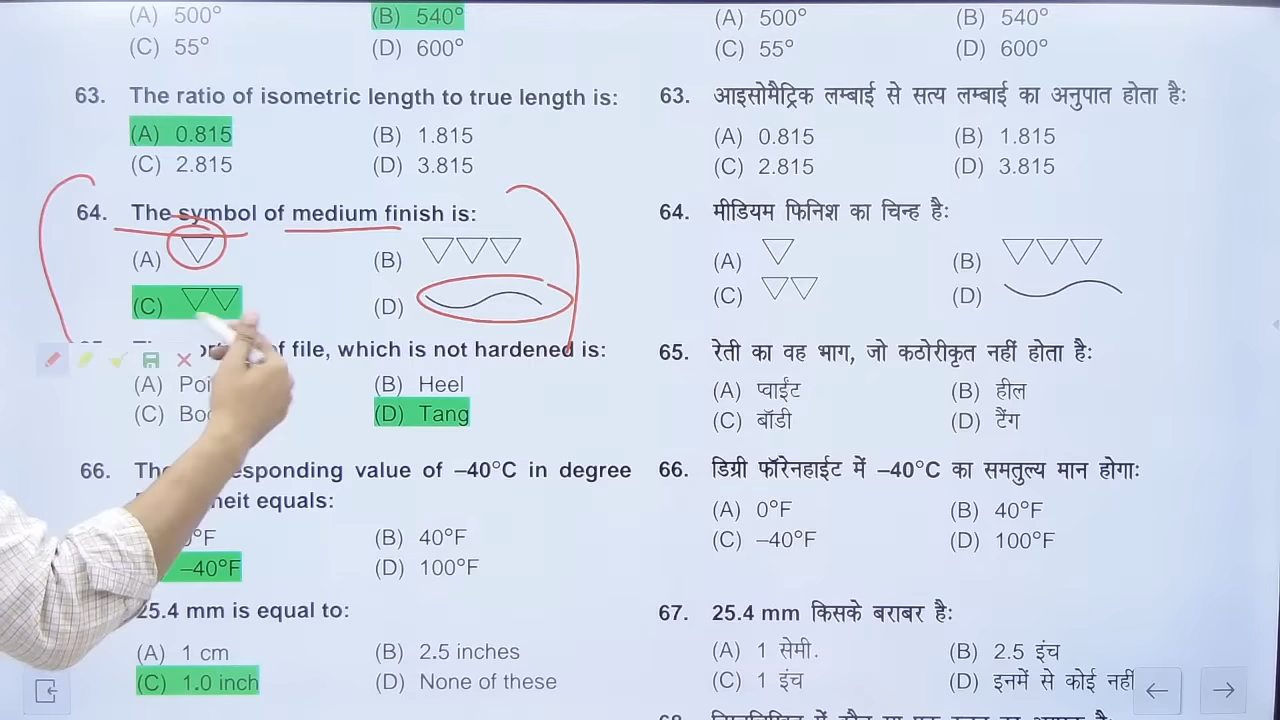 (A) 500° (B) 540°
(C) 55° (D) 600°
63. The ratio of isometric length to true length is:
(A) 0.815 (B) 1.815
(C) 2.815 (D) 3.815
64. The symbol of medium finish is:
(A) (B)
(C) (D)
of file, which is not hardened is:
(A) (B) Heel
(C) (D) Tang
66. –40°C in degree
equals:
(B) 40°F
–40°F (D) 100°F
25.4 mm is equal to:
(A) 1 cm (B) 2.5 inches
(C) 1.0 inch (D) None of these
(A) 500° (B) 540°
(C) 55° (D) 600°
63. आइसोमैट्रिक लम्बाई से सत्य लम्बाई का अनुपात होता हैः
(A) 0.815 (B) 1.815
(C) 2.815 (D) 3.815
64. मीडियम फिनिश का चिन्ह हैः
(A) (B)
(C) (D)
65. रेती का वह भाग, जो कठोरीकृत नहीं होता हैः
(A) प्वाईंट (B) हील
(C) बॉडी (D) टैंग
66. डिग्री फॉरेनहाईट में –40°C का समतुल्य मान होगाः
(A) 0°F (B) 40°F
(C) –40°F (D) 100°F
67. 25.4 mm किसके बराबर हैः
(A) 1 सेमी. (B) 2.5 इंच
(C) 1 इंच (D) इनमें से कोई नहीं